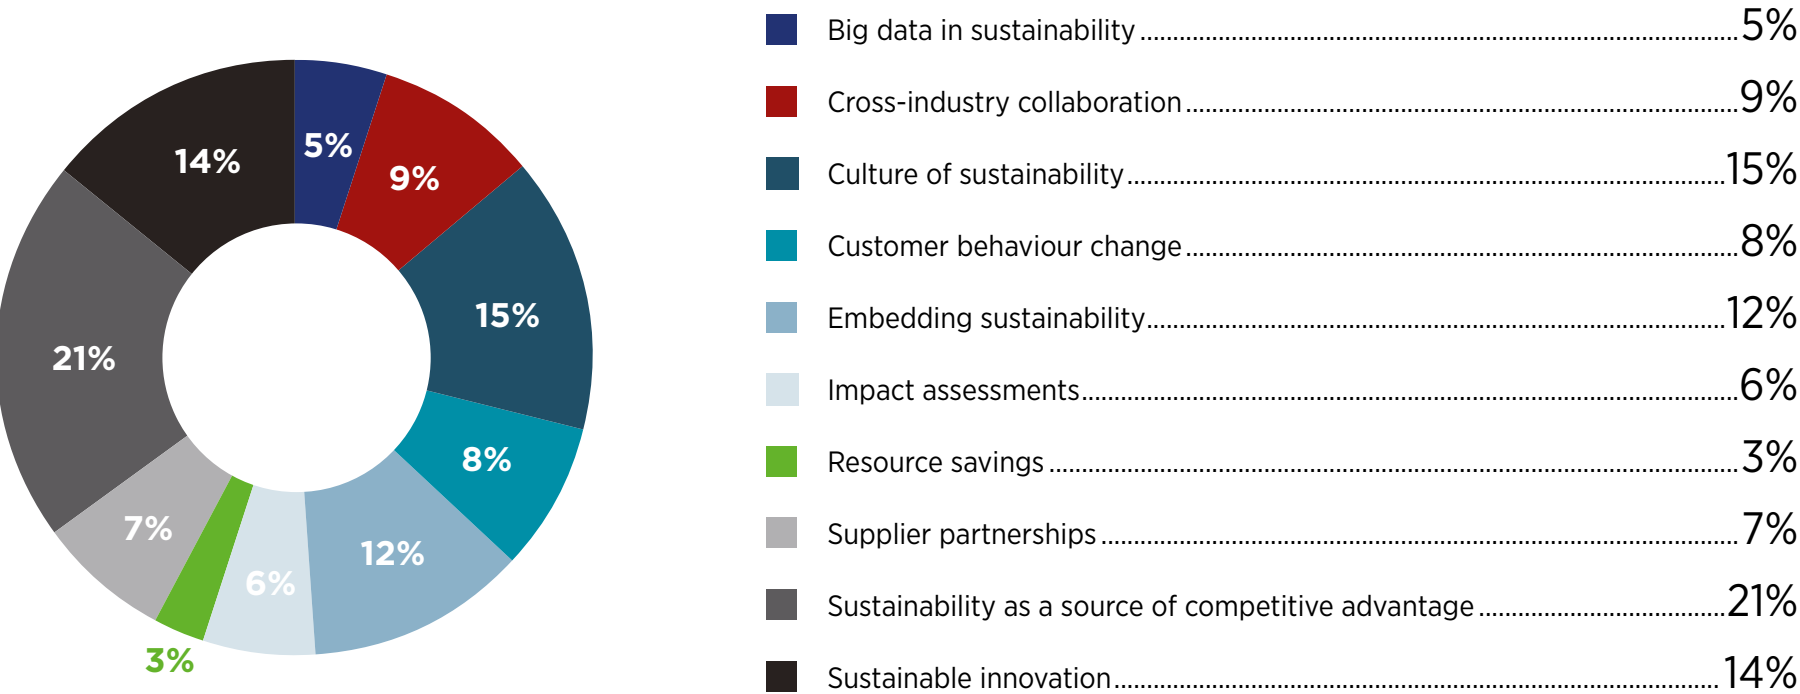 Big data in sustainability 5%
Cross-industry collaboration 9%
Culture of sustainability 15%
Customer behaviour change 8%
Embedding sustainability 12%
Impact assessments 6%
Resource savings 3%
Supplier partnerships 7%
Sustainability as a source of competitive advantage 21%
Sustainable innovation 14%
5%
9%
15%
8%
12%
6%
3%
7%
21%
14%